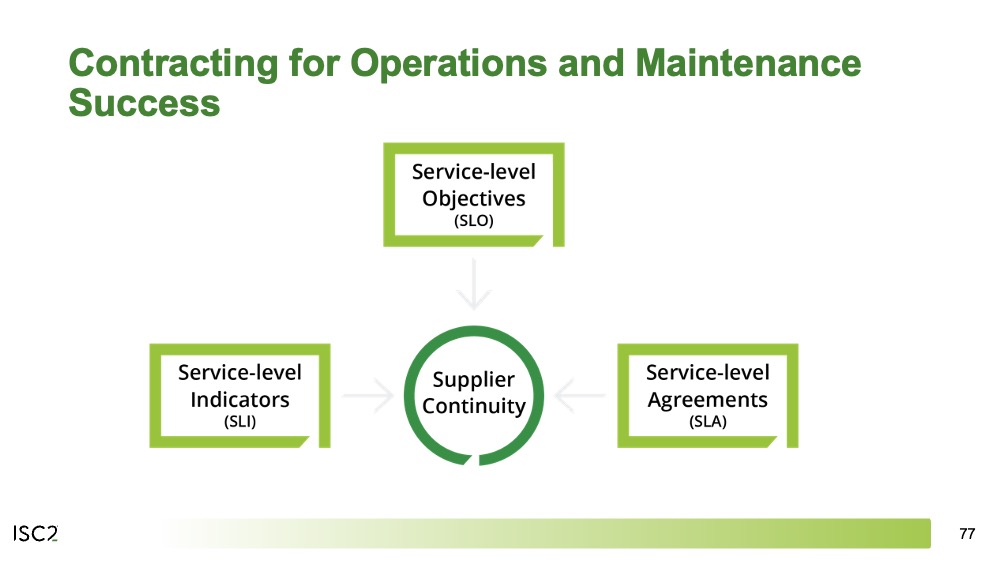 Contracting for Operations and Maintenance
Success
Service-level
Objectives
(SLO)
Service-level
Indicators
(SLI)
Supplier
Continuity
Service-level
Agreements
(SLA)
ISC2
77